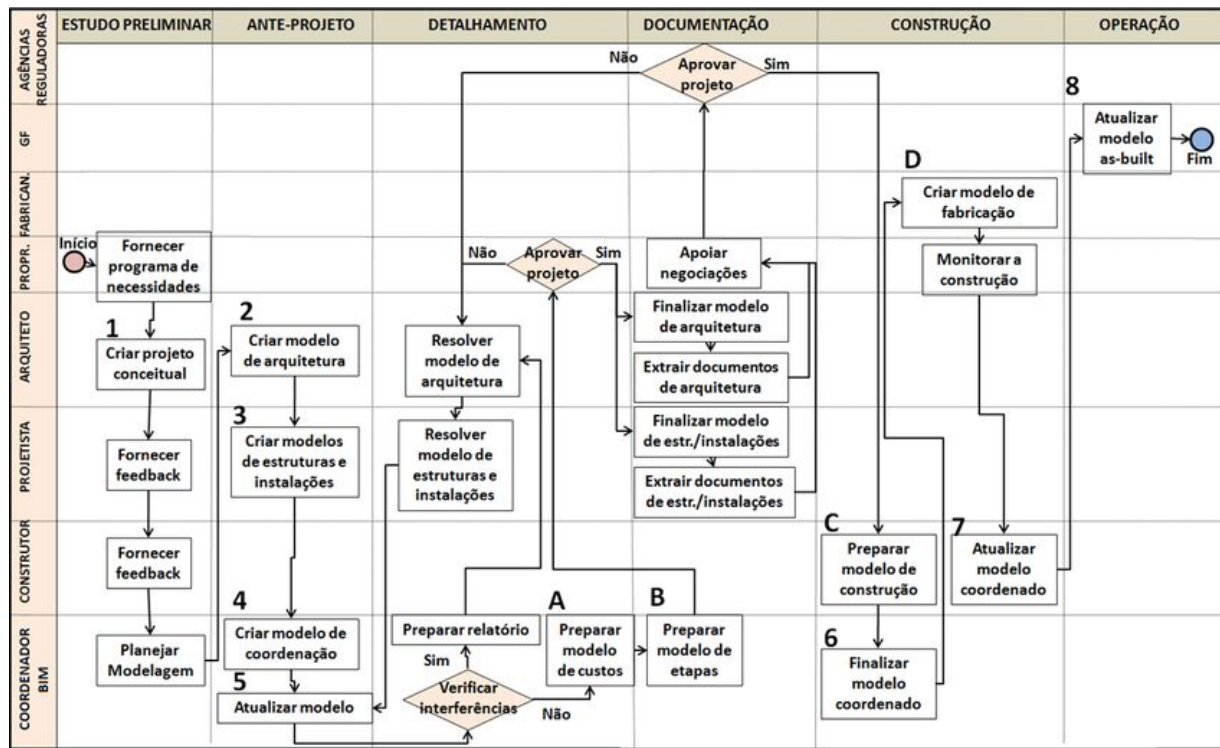 ESTUDO PRELIMINAR
ANTE-PROJETO
DETALHAMENTO
DOCUMENTAÇÃO
CONSTRUÇÃO
OPERAÇÃO
AGÊNCIAS
REGULADORAS
Não
Aprovar
projeto
Sim
GF
8
Atualizar
modelo
as-built
Fim
FABRICAN.
D
Criar modelo de
fabricação
PROPR.
Início
Fornecer
programa de
necessidades
Não
Aprovar
projeto
Sim
Apoiar
negociações
Monitorar a
construção
ARQUITETO
1
Criar projeto
conceitual
2
Criar modelo
de arquitetura
Resolver
modelo de
arquitetura
Finalizar modelo
de arquitetura
Extrair documentos
de arquitetura
PROJETISTA
Fornecer
feedback
3
Criar modelos
de estruturas e
instalações
Resolver
modelo de
estruturas e
instalações
Finalizar modelo
de estr./instalações
Extrair documentos
de estr./instalações
CONSTRUTOR
Fornecer
feedback
C
Preparar
modelo de
construção
7
Atualizar
modelo
coordenado
COORDENADOR
BIM
Planejar
Modelagem
4
Criar modelo de
coordenação
5
Atualizar modelo
Preparar relatório
Sim
Verificar
interferências
Não
A
Preparar
modelo
de custos
B
Preparar
modelo de
etapas
6
Finalizar
modelo
coordenado